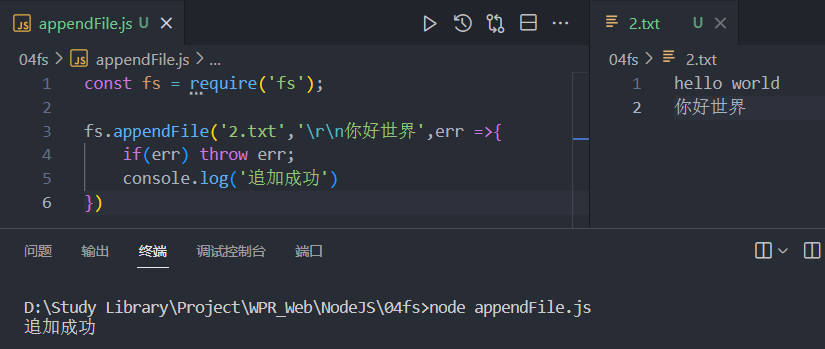 appendFile.js U
04fs > appendFile.js > ...
1 const fs = require('fs');
2
3 fs.appendFile('2.txt','\r\n你好世界',err =>{
4 if(err) throw err;
5 console.log('追加成功')
6 })
2.txt U
04fs > 2.txt
1 hello world
2 你好世界
问题 输出 终端 调试控制台 端口
D:\Study Library\Project\WPR_Web\NodeJS\04fs>node appendFile.js
追加成功